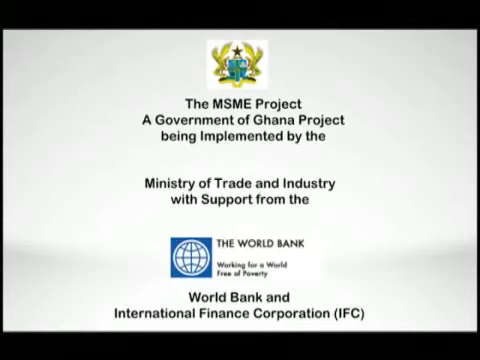 The MSME Project
A Government of Ghana Project
being Implemented by the
Ministry of Trade and Industry
with Support from the
THE WORLD BANK
Working for a World
Free of Poverty
World Bank and
International Finance Corporation (IFC)